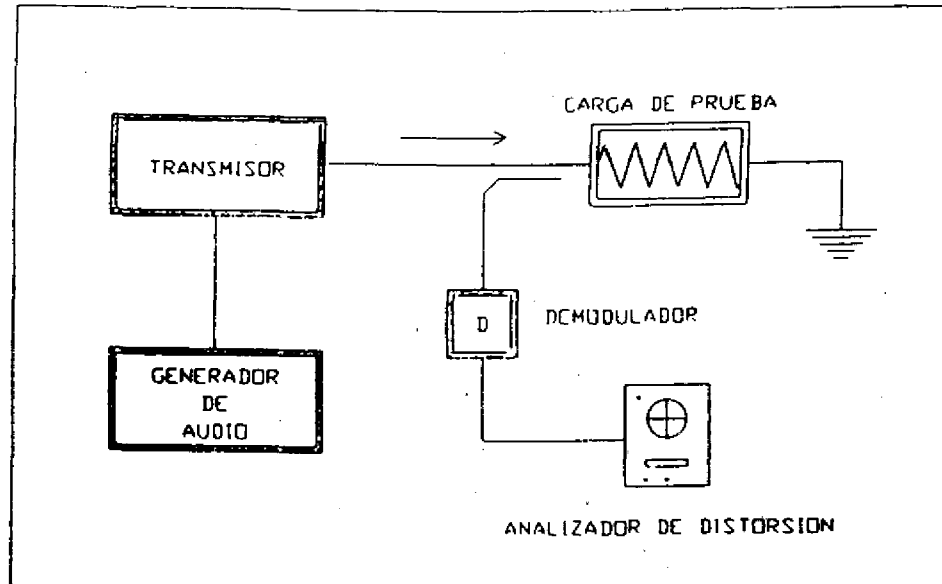 CARGA DE PRUEBA
TRANSMISOR
D
DEMODULADOR
GENERADOR
DE
AUDIO
ANALIZADOR DE DISTORSION